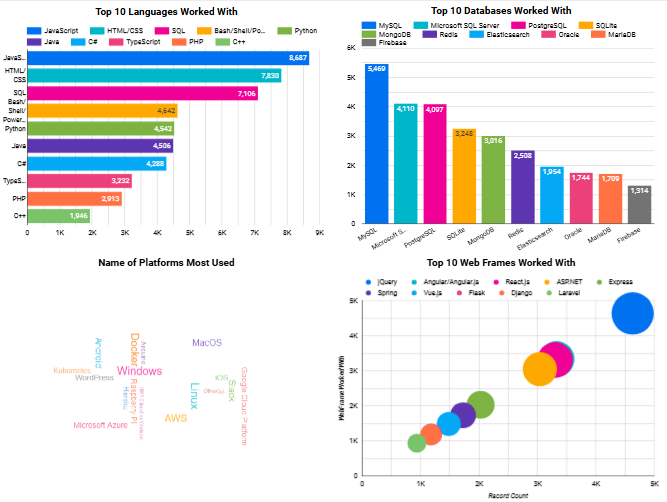 Top 10 Languages Worked With
JavaScript HTML/CSS SQL Bash/Shell/Po... Python
Java C# TypeScript PHP C++
JavaS... 8,687
HTML/
CSS 7,830
SQL 7,106
Bash/
Shell/
Power... 4,642
Python 4,542
Java 4,506
C# 4,288
TypeS... 3,232
PHP 2,913
C++ 1,946
0 1K 2K 3K 4K 5K 6K 7K 8K 9K
Top 10 Databases Worked With
MySQL Microsoft SQL Server PostgreSQL SQLite
MongoDB Redis Elasticsearch Oracle MariaDB
Firebase
6K
5K
4K
3K
2K
1K
0
5,469 4,110 4,097 3,248 3,016 2,508 1,954 1,744 1,709 1,314
MySQL Microsoft S... PostgreSQL SQLite MongoDB Redis Elasticsearch Oracle MariaDB Firebase
Name of Platforms Most Used
Android
Docker
Arduino
MacOS
Kubernetes
WordPress
Windows
iOS
Slack
Google Cloud Platform
Heroku
Raspberry Pi
Linux
AWS
Microsoft Azure
Top 10 Web Frames Worked With
jQuery Angular/Angular.js React.js ASP.NET Express
Spring Vue.js Flask Django Laravel
WebFrameWorkedWith
5K
4K
3K
2K
1K
0
0 1K 2K 3K 4K 5K
Record Count